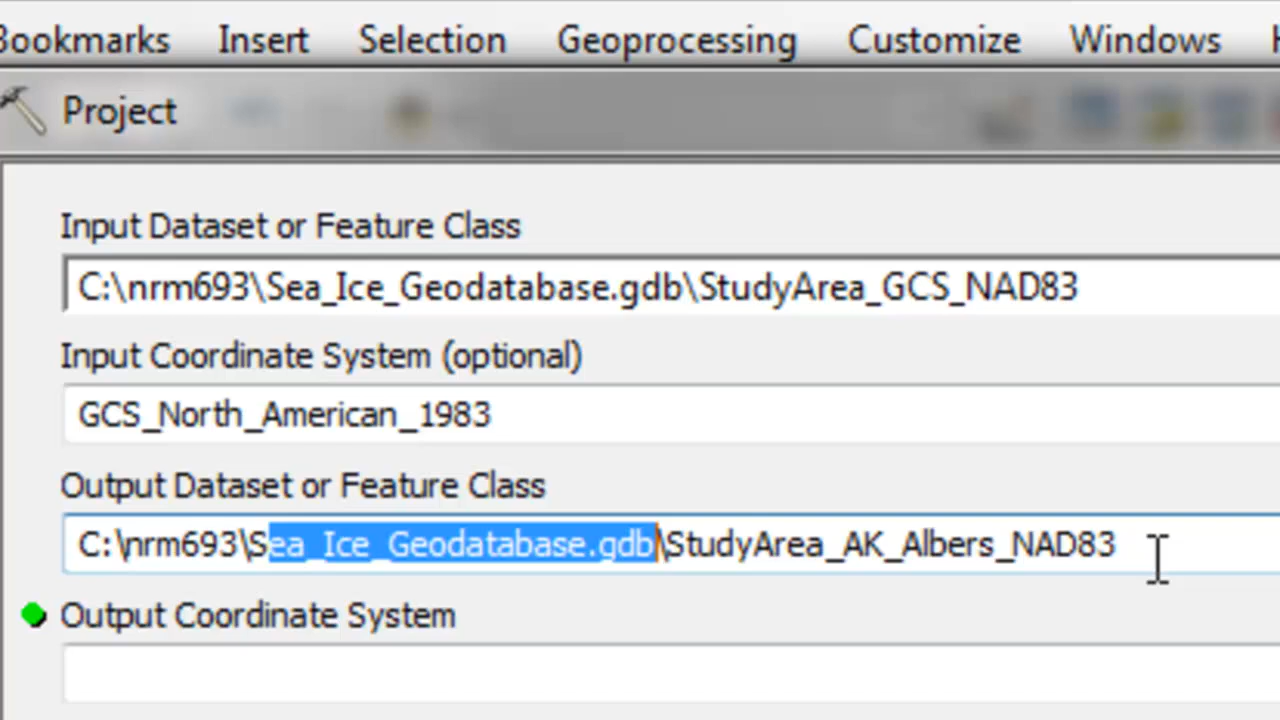 Bookmarks Insert Selection Geoprocessing Customize Windows
Project
Input Dataset or Feature Class
C:\nrm693\Sea_Ice_Geodatabase.gdb\StudyArea_GCS_NAD83
Input Coordinate System (optional)
GCS_North_American_1983
Output Dataset or Feature Class
C:\nrm693\Sea_Ice_Geodatabase.gdb\StudyArea_AK_Albers_NAD83
Output Coordinate System